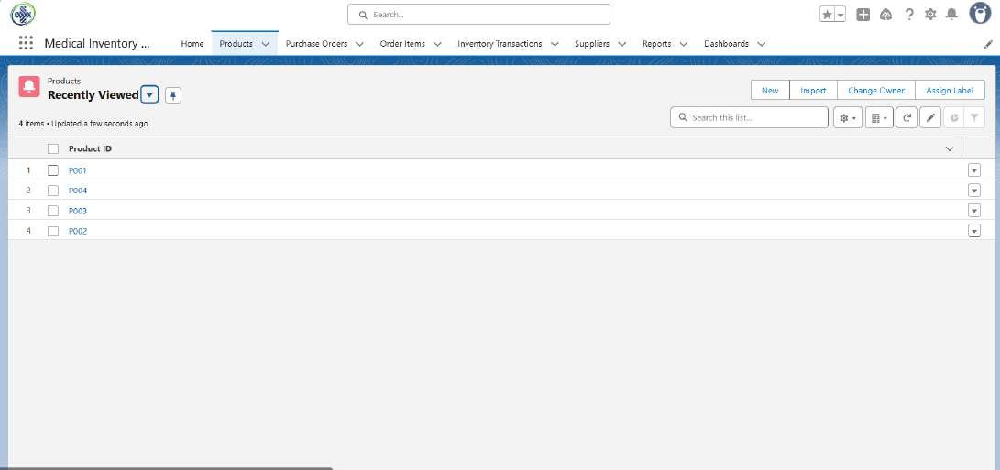 Search...
Medical Inventory ... Home Products Purchase Orders Order Items Inventory Transactions Suppliers Reports Dashboards
Products
Recently Viewed
New Import Change Owner Assign Label
4 items • Updated a few seconds ago
Search this list...
Product ID
1 P001
2 P004
3 P003
4 P002